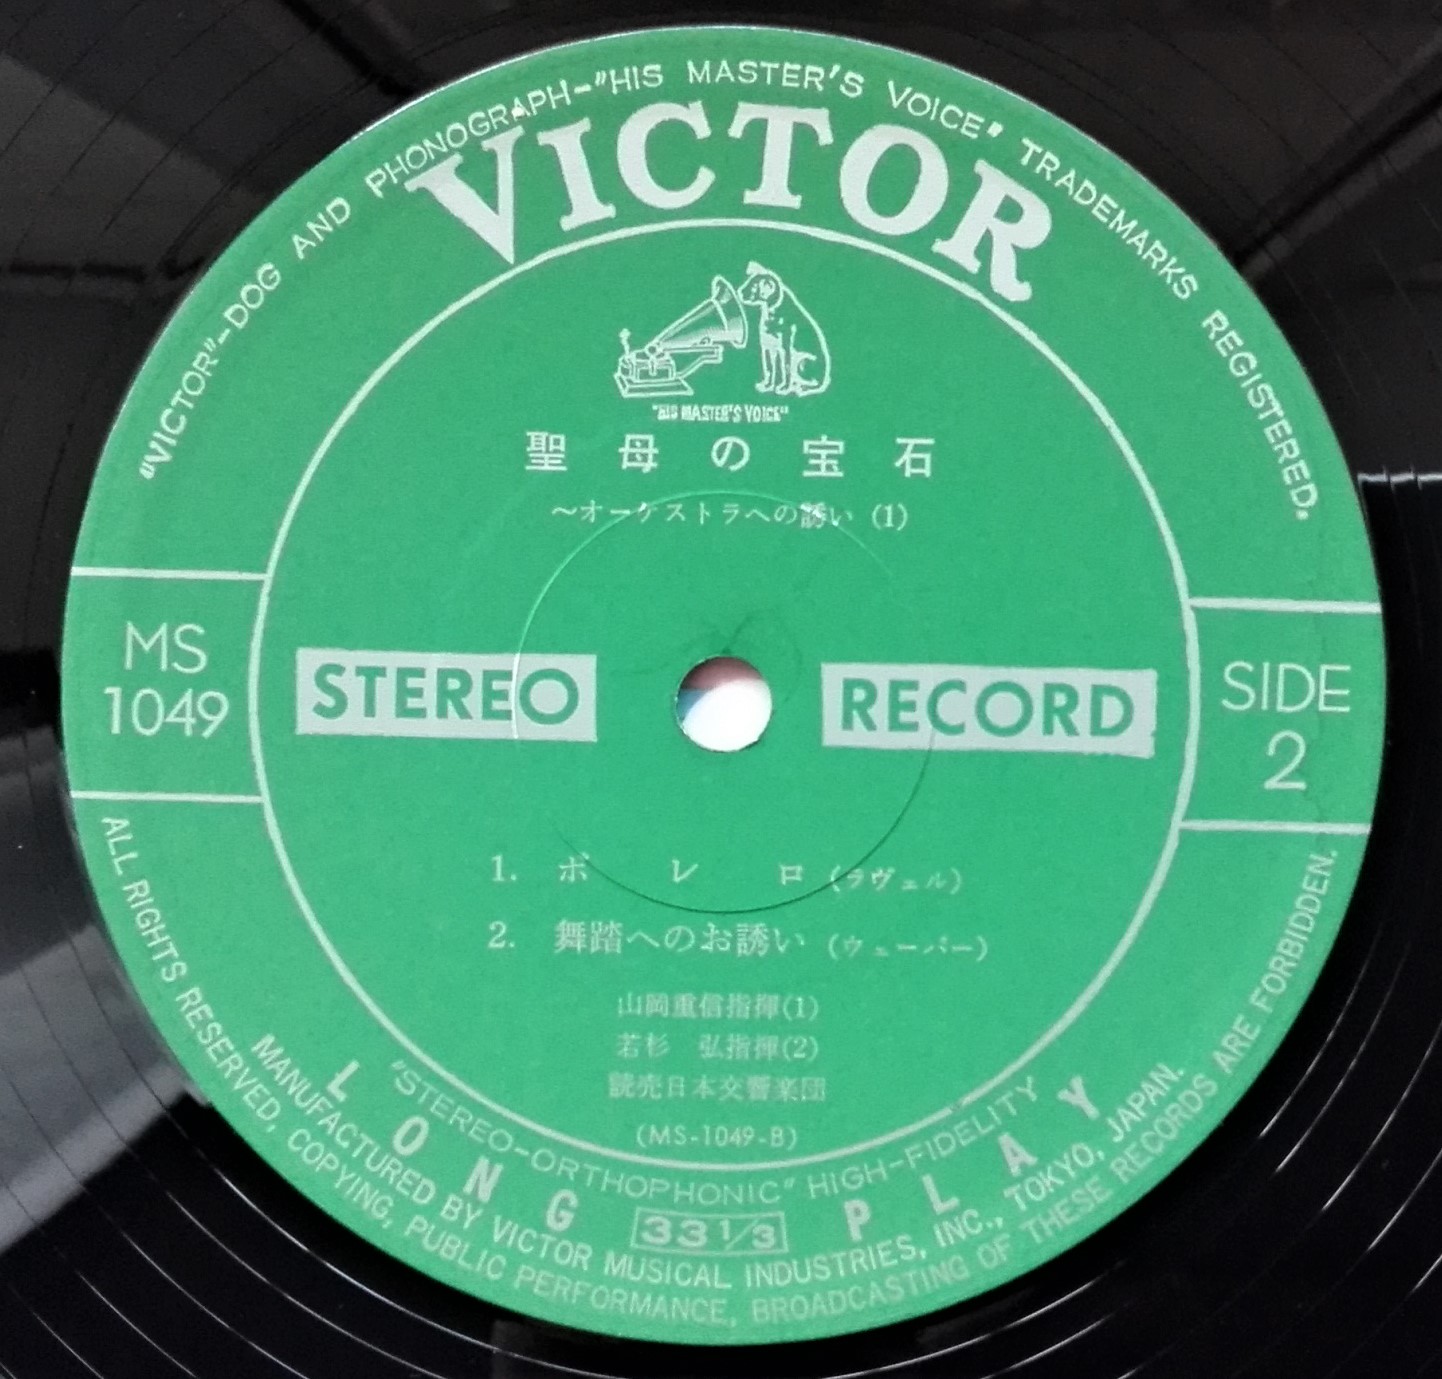 "VICTOR"-DOG AND PHONOGRAPH-"HIS MASTER'S VOICE" TRADEMARKS REGISTERED.
VICTOR
"HIS MASTER'S VOICE"
聖母の宝石
~オーケストラへの誘い (1)
MS
1049
STEREO RECORD
SIDE
2
1. ボレロ (ラヴェル)
2. 舞踏へのお誘い (ウェーバー)
山岡重信指揮(1)
若杉 弘指揮(2)
読売日本交響楽団
(MS-1049-B)
"STEREO-ORTHOPHONIC" HIGH-FIDELITY
LONG 33 1/3 PLAY
MANUFACTURED BY VICTOR MUSICAL INDUSTRIES, INC., TOKYO, JAPAN.
ALL RIGHTS RESERVED, COPYING, PUBLIC PERFORMANCE, BROADCASTING OF THESE RECORDS ARE FORBIDDEN.